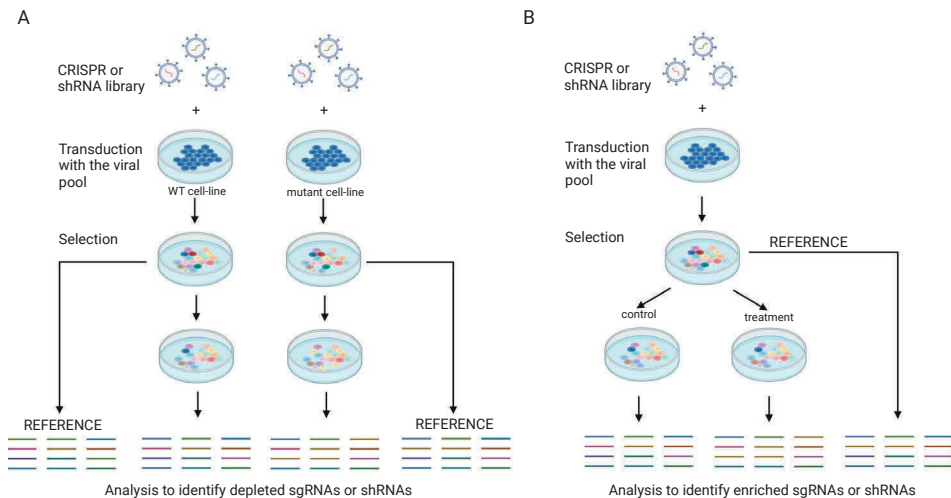 A
CRISPR or
shRNA library
+
+
Transduction
with the viral
pool
WT cell-line
mutant cell-line
Selection
REFERENCE
REFERENCE
Analysis to identify depleted sgRNAs or shRNAs
B
CRISPR or
shRNA library
+
Transduction
with the viral
pool
Selection
REFERENCE
control
treatment
Analysis to identify enriched sgRNAs or shRNAs